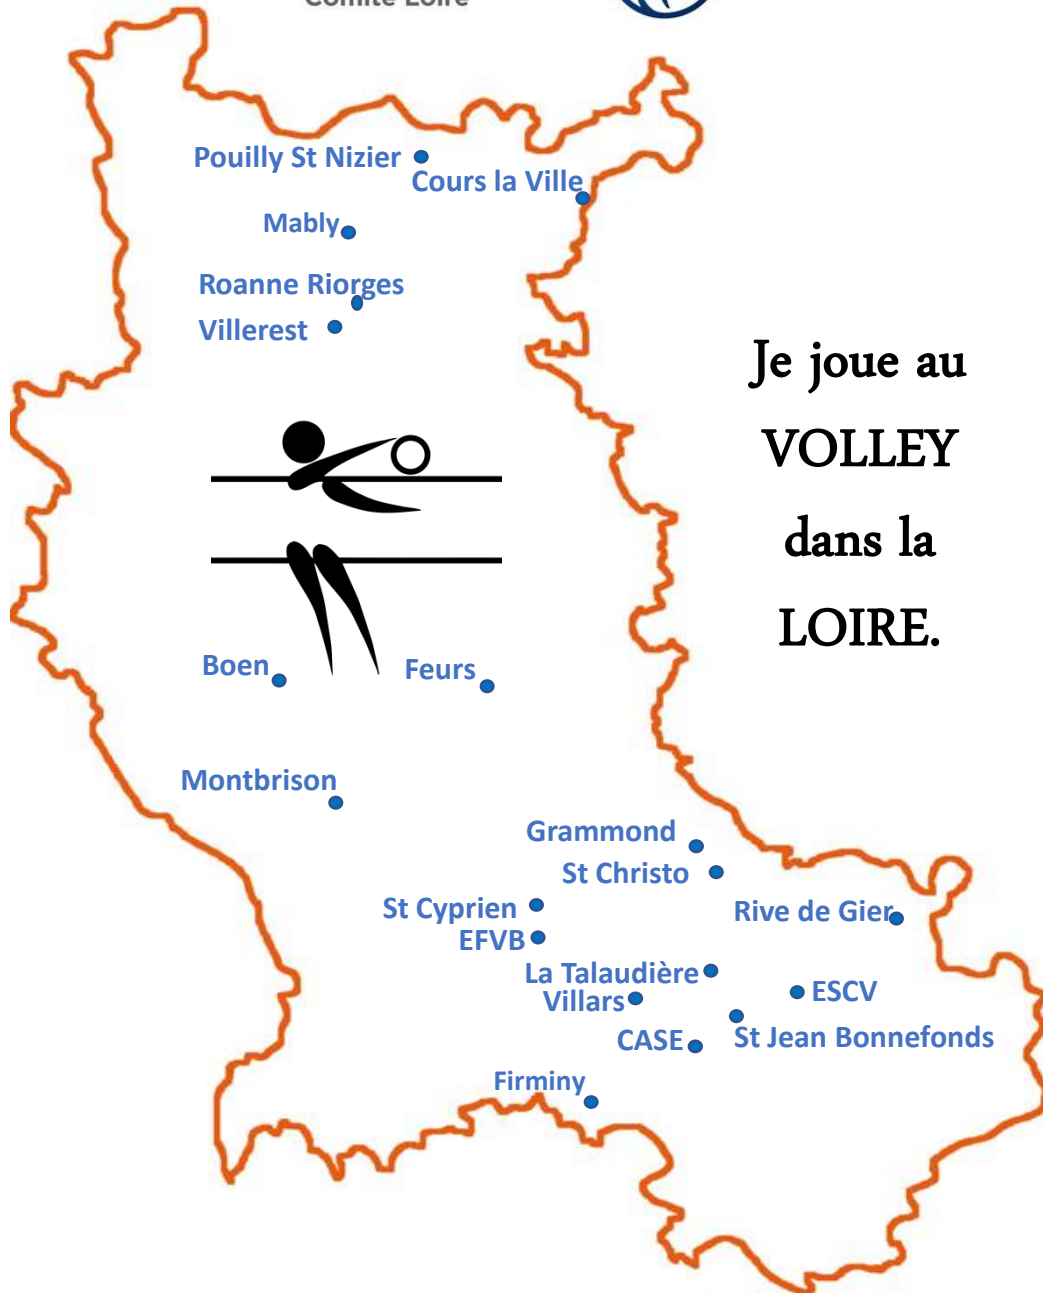 Comité Loire
Pouilly St Nizier
Cours la Ville
Mably
Roanne Riorges
Villerest
Je joue au
VOLLEY
dans la
LOIRE.
Boen
Feurs
Montbrison
Grammond
St Christo
St Cyprien
Rive de Gier
EFVB
La Talaudière
Villars
ESCV
CASE
St Jean Bonnefonds
Firminy